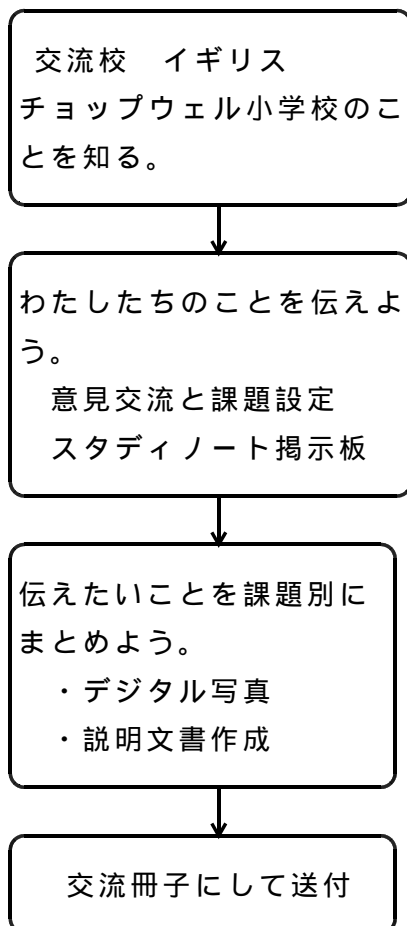 交流校　イギリス
チョップウェル小学校のこ
とを知る。
わたしたちのことを伝えよ
う。
意見交流と課題設定
スタディノート掲示板
伝えたいことを課題別に
まとめよう。
・デジタル写真
・説明文書作成
交流冊子にして送付